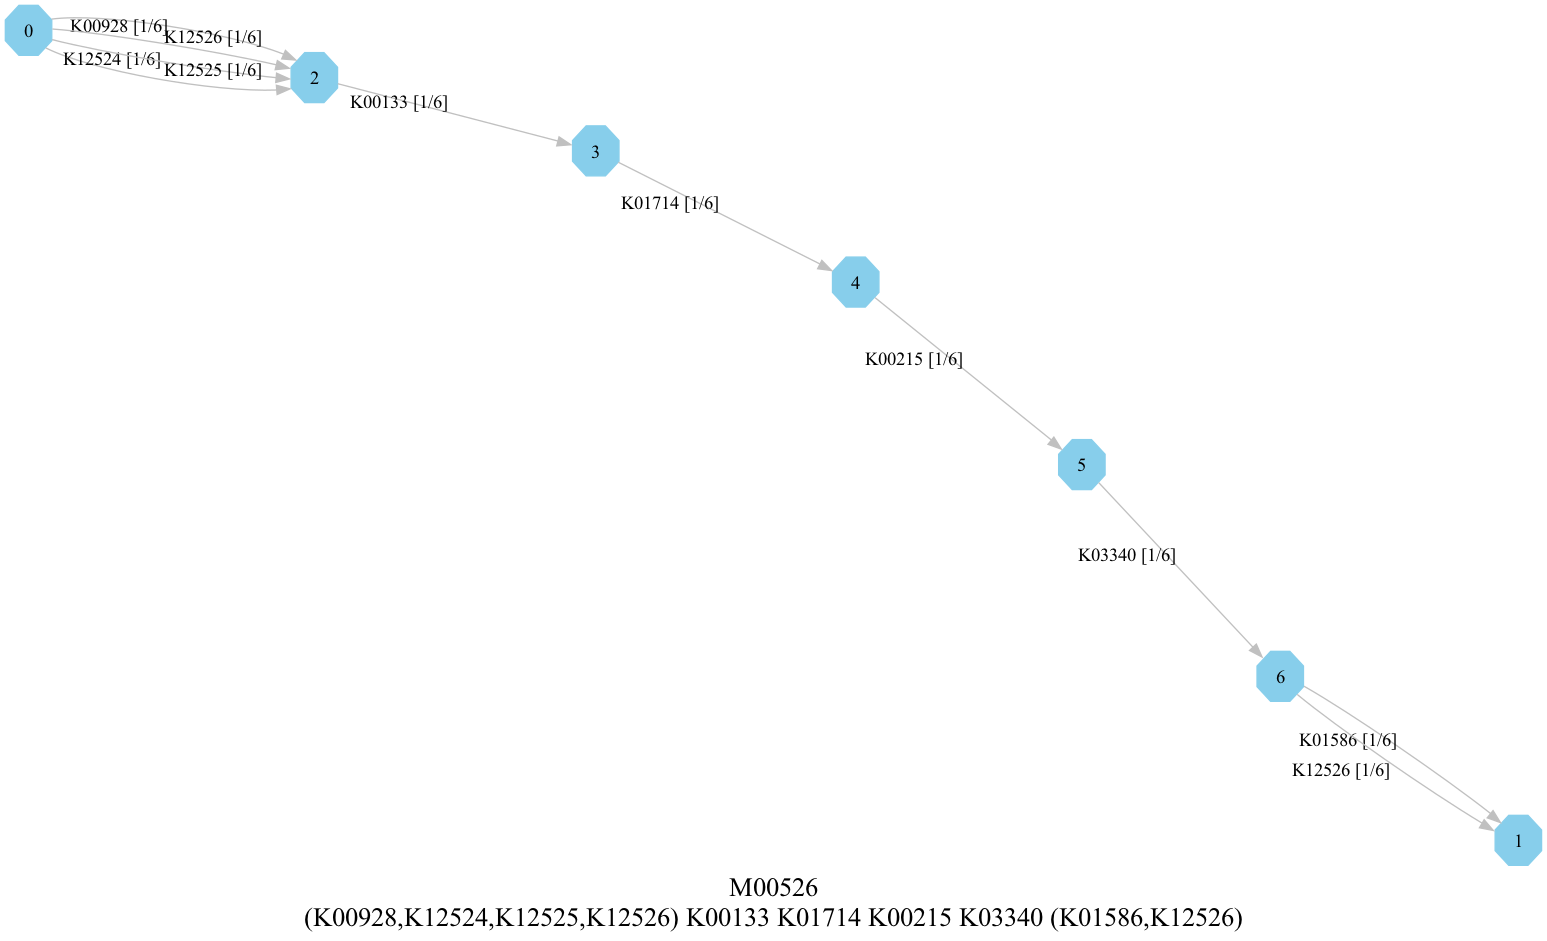 0
K00928 [1/6]
K12526 [1/6]
K12524 [1/6]
K12525 [1/6]
2
K00133 [1/6]
3
K01714 [1/6]
4
K00215 [1/6]
5
K03340 [1/6]
6
K01586 [1/6]
K12526 [1/6]
1
M00526
(K00928,K12524,K12525,K12526) K00133 K01714 K00215 K03340 (K01586,K12526)